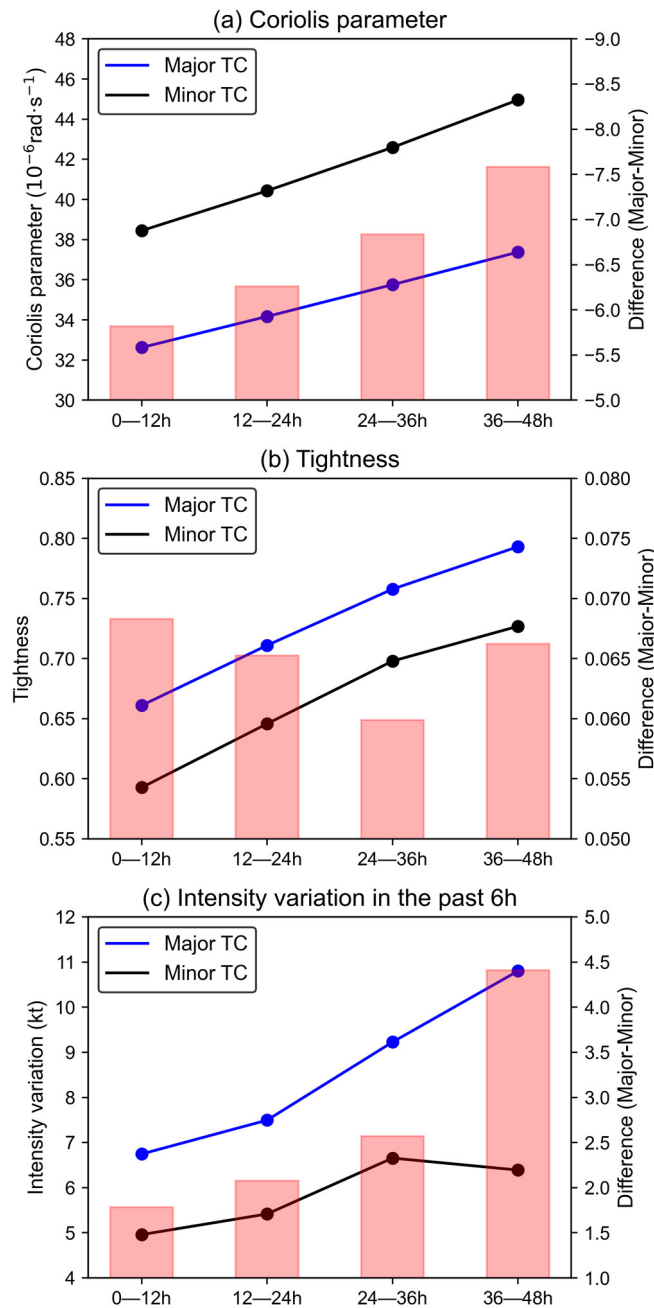 (a) Coriolis parameter
Major TC
Minor TC
48
46
44
42
40
38
36
34
32
30
Coriolis parameter (10⁻⁶rad·s⁻¹)
−9.0
−8.5
−8.0
−7.5
−7.0
−6.5
−6.0
−5.5
−5.0
Difference (Major-Minor)
0—12h 12—24h 24—36h 36—48h
(b) Tightness
Major TC
Minor TC
0.85
0.80
0.75
0.70
0.65
0.60
0.55
Tightness
0.080
0.075
0.070
0.065
0.060
0.055
0.050
Difference (Major-Minor)
0—12h 12—24h 24—36h 36—48h
(c) Intensity variation in the past 6h
Major TC
Minor TC
12
11
10
9
8
7
6
5
4
Intensity variation (kt)
5.0
4.5
4.0
3.5
3.0
2.5
2.0
1.5
1.0
Difference (Major-Minor)
0—12h 12—24h 24—36h 36—48h